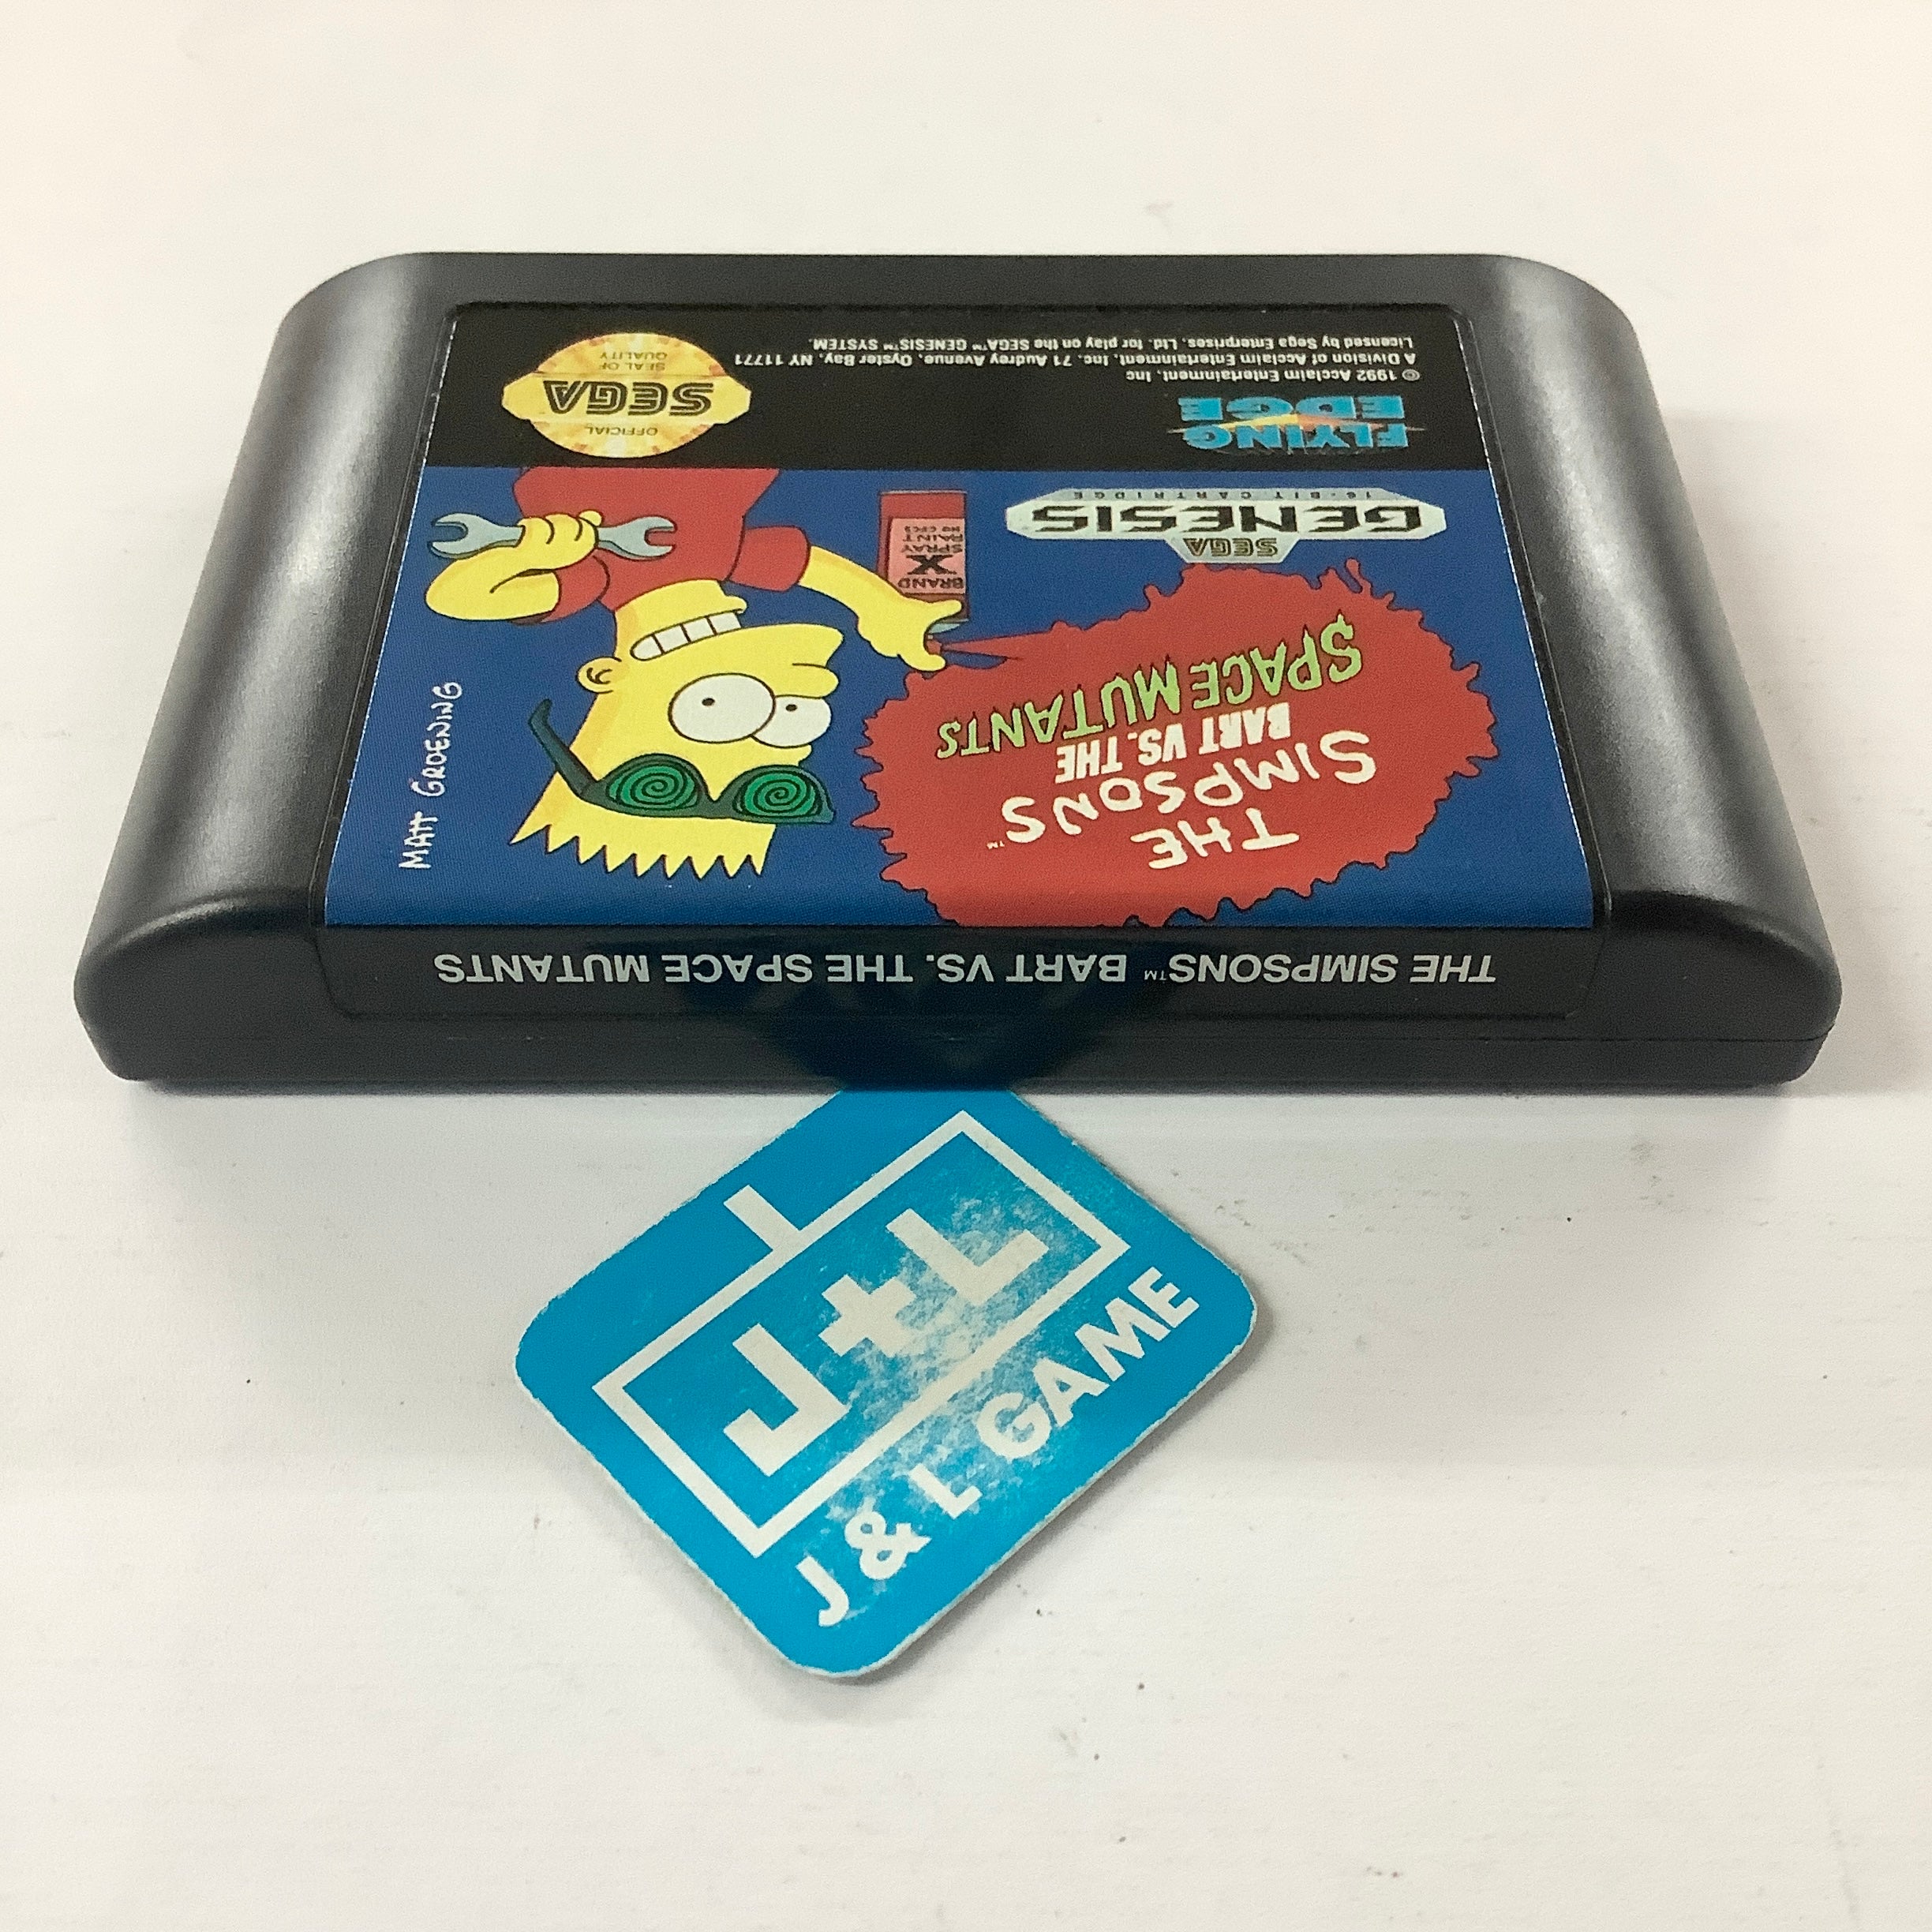 THE SIMPSONS™ BART VS. THE SPACE MUTANTS
THE
SIMPSONS™
BART VS. THE
SPACE MUTANTS
MATT GROENING
BRAND
X
SPRAY
PAINT
NO CFCS
SEGA
GENESIS
16-BIT CARTRIDGE
FLYING
EDGE
© 1992 Acclaim Entertainment, Inc
A Division of Acclaim Entertainment, Inc. 71 Audrey Avenue, Oyster Bay, NY 11771
Licensed by Sega Enterprises, Ltd. for play on the SEGA™ GENESIS™ SYSTEM.
OFFICIAL
SEGA
SEAL OF
QUALITY
J+L
J & L GAME